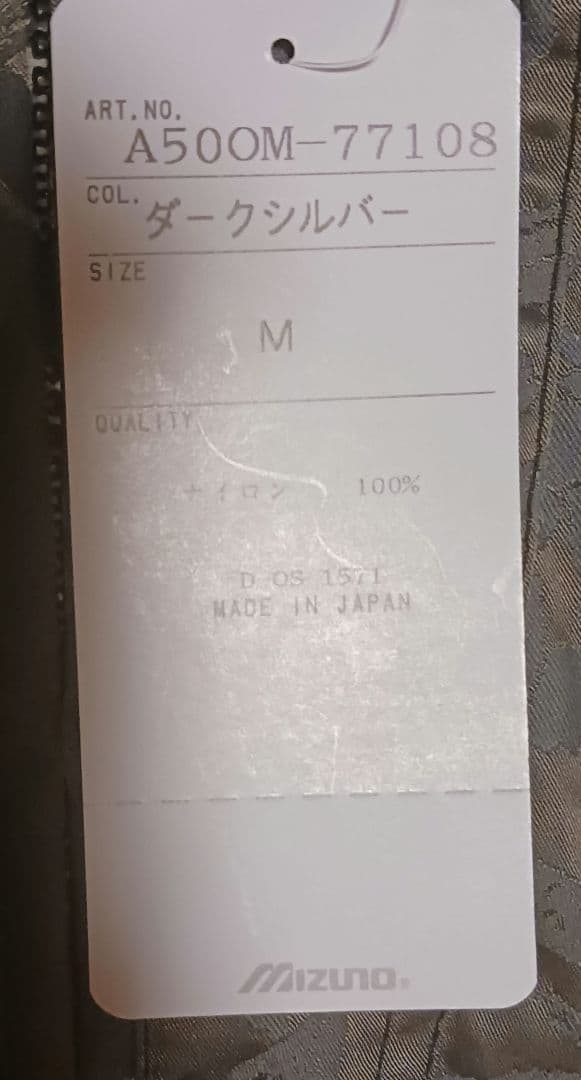 ART.NO.
A50OM-77108
COL.
ダークシルバー
SIZE
M
QUALITY
ナイロン 100%
D OS 1571
MADE IN JAPAN
MIZUNO®